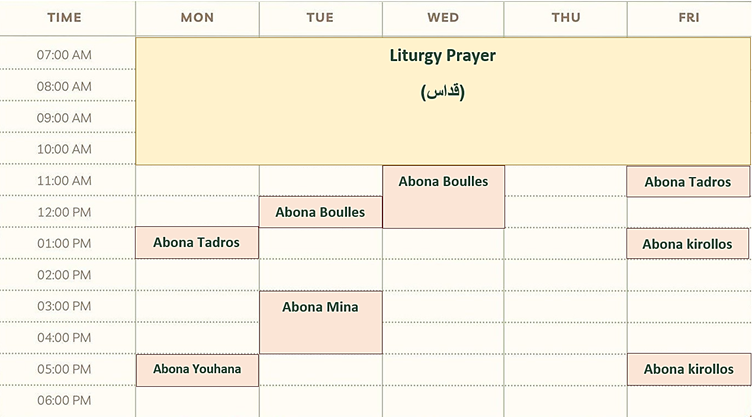 TIME MON TUE WED THU FRI
07:00 AM Liturgy Prayer
08:00 AM (قداس)
09:00 AM
10:00 AM
11:00 AM Abona Boulles Abona Tadros
12:00 PM Abona Boulles
01:00 PM Abona Tadros Abona kirollos
02:00 PM
03:00 PM Abona Mina
04:00 PM
05:00 PM Abona Youhana Abona kirollos
06:00 PM